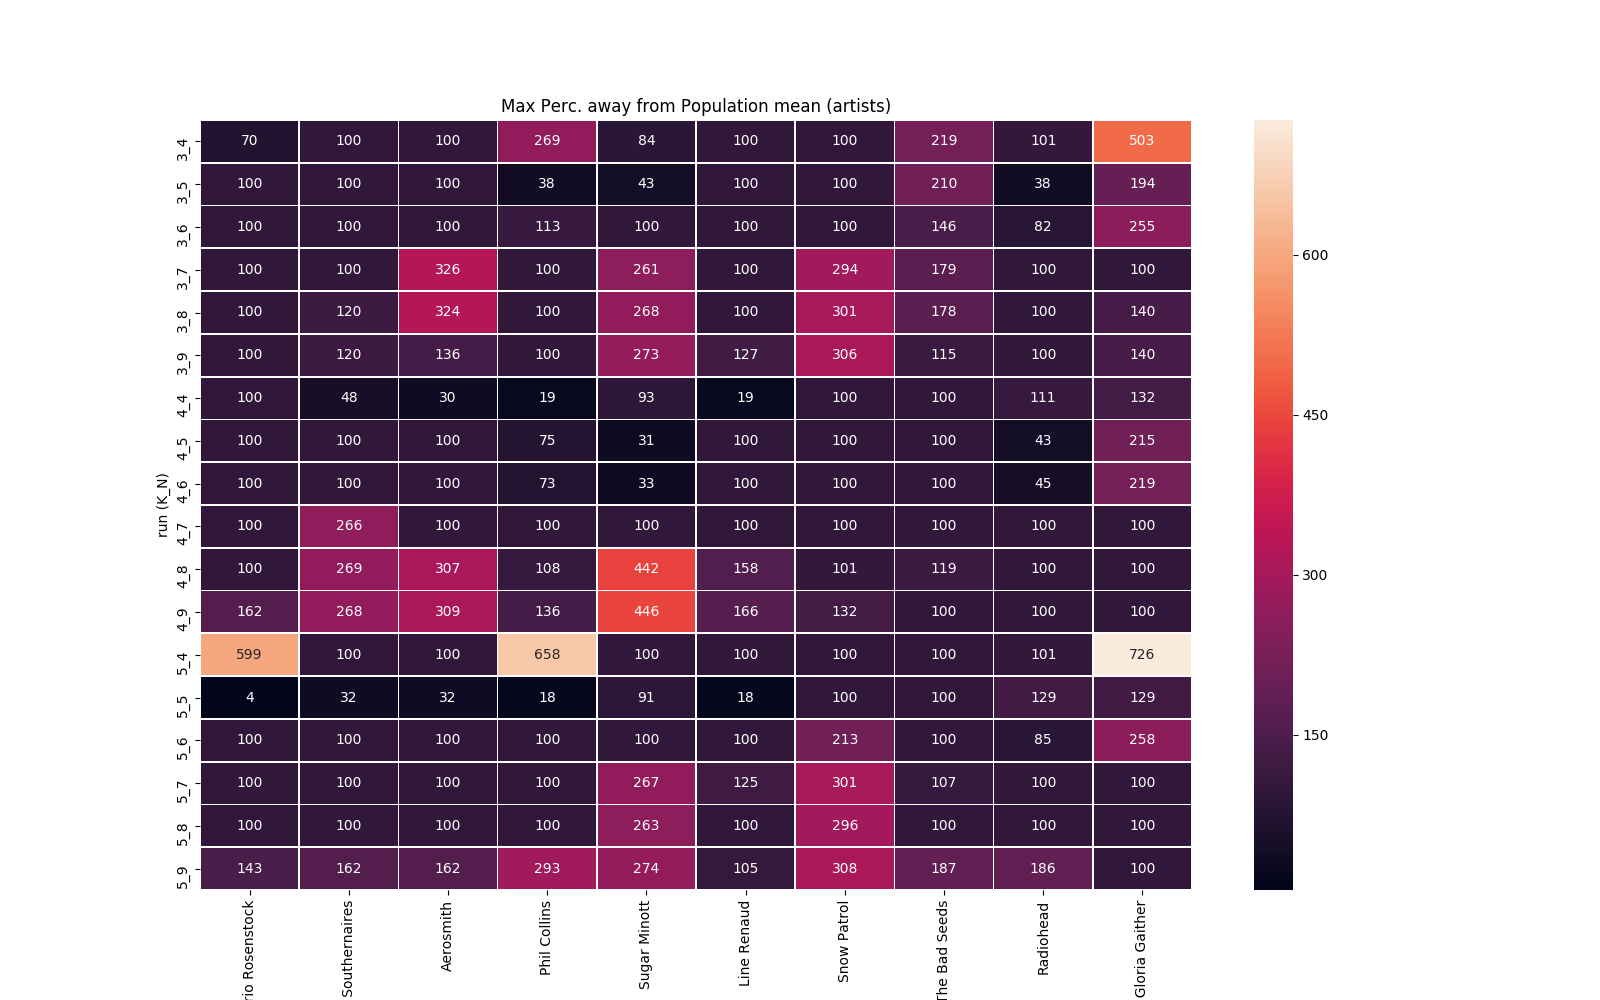 Max Perc. away from Population mean (artists)
run (K_N)
3_4 70 100 100 269 84 100 100 219 101 503
3_5 100 100 100 38 43 100 100 210 38 194
3_6 100 100 100 113 100 100 100 146 82 255
3_7 100 100 326 100 261 100 294 179 100 100
3_8 100 120 324 100 268 100 301 178 100 140
3_9 100 120 136 100 273 127 306 115 100 140
4_4 100 48 30 19 93 19 100 100 111 132
4_5 100 100 100 75 31 100 100 100 43 215
4_6 100 100 100 73 33 100 100 100 45 219
4_7 100 266 100 100 100 100 100 100 100 100
4_8 100 269 307 108 442 158 101 119 100 100
4_9 162 268 309 136 446 166 132 100 100 100
5_4 599 100 100 658 100 100 100 100 101 726
5_5 4 32 32 18 91 18 100 100 129 129
5_6 100 100 100 100 100 100 213 100 85 258
5_7 100 100 100 100 267 125 301 107 100 100
5_8 100 100 100 100 263 100 296 100 100 100
5_9 143 162 162 293 274 105 308 187 186 100
rio Rosenstock
Southernaires
Aerosmith
Phil Collins
Sugar Minott
Line Renaud
Snow Patrol
The Bad Seeds
Radiohead
Gloria Gaither
600
450
300
150